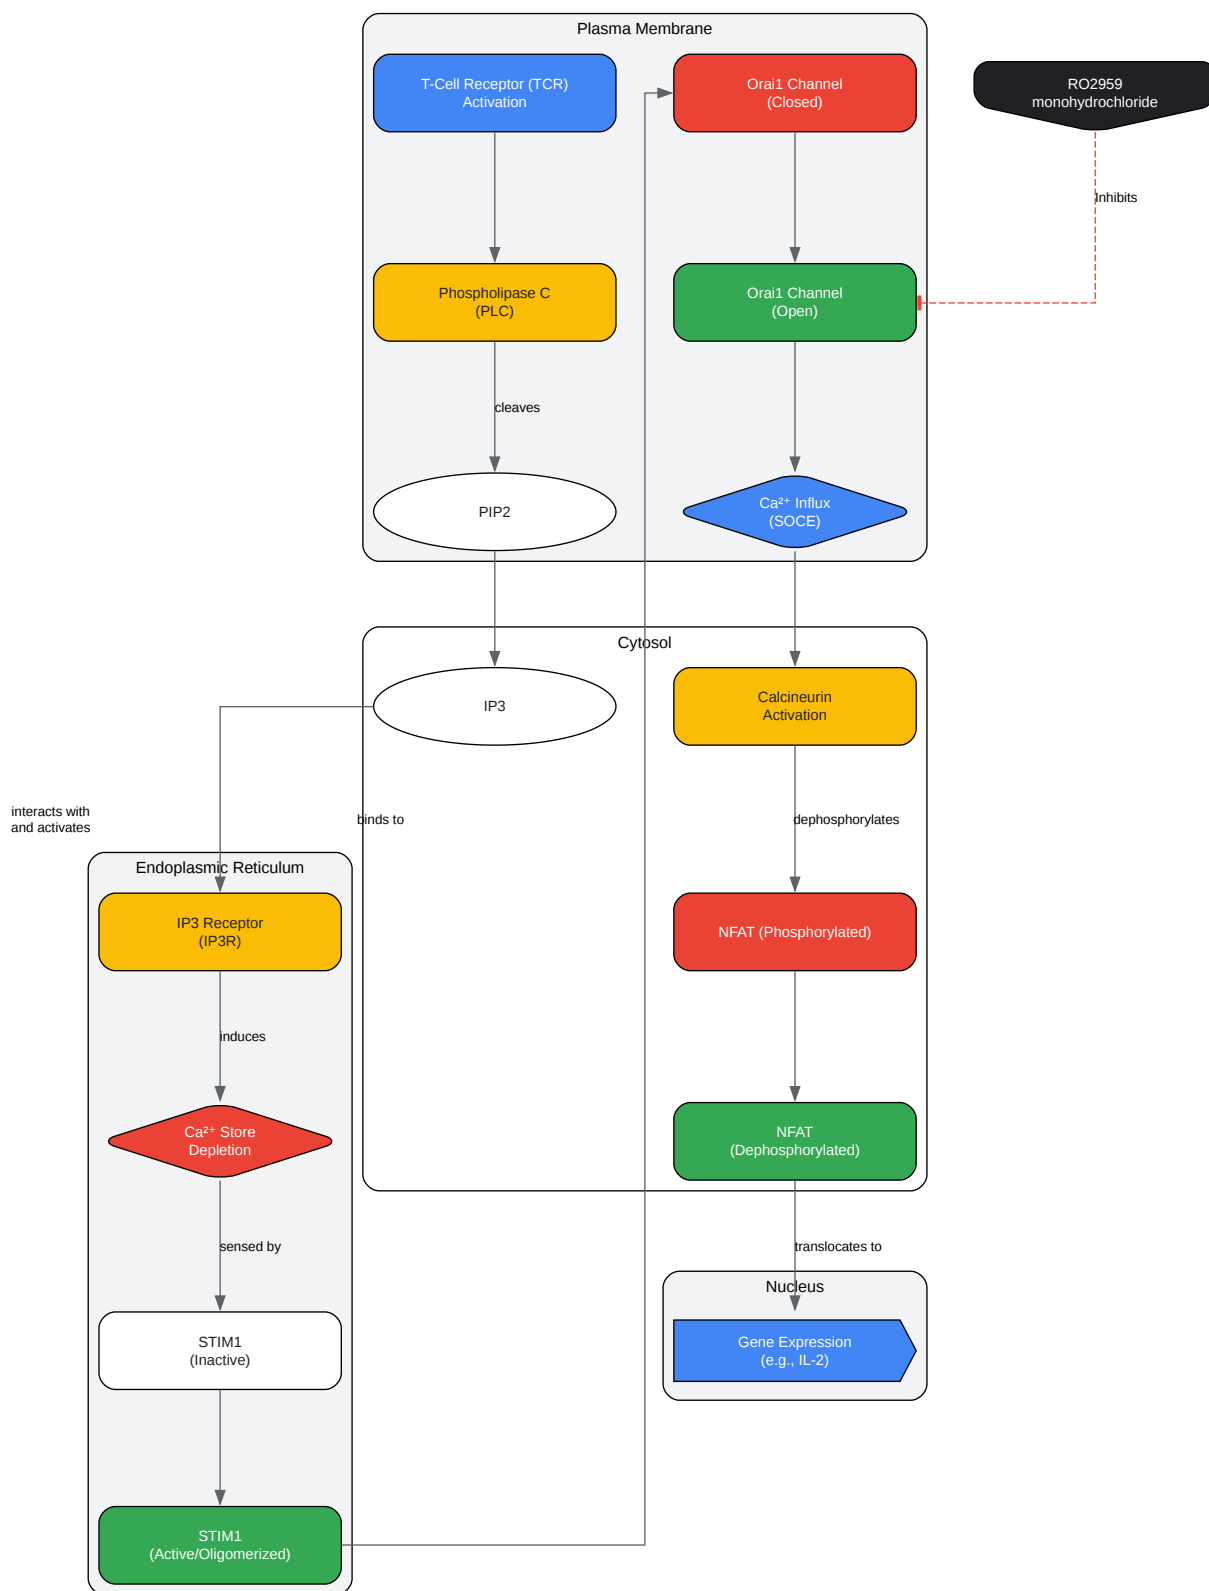 Plasma Membrane
T-Cell Receptor (TCR)
Activation
Orai1 Channel
(Closed)
RO2959
monohydrochloride
Inhibits
Phospholipase C
(PLC)
Orai1 Channel
(Open)
cleaves
PIP2
Ca²⁺ Influx
(SOCE)
Cytosol
IP3
Calcineurin
Activation
interacts with
and activates
binds to
dephosphorylates
Endoplasmic Reticulum
IP3 Receptor
(IP3R)
NFAT (Phosphorylated)
induces
Ca²⁺ Store
Depletion
NFAT
(Dephosphorylated)
sensed by
translocates to
Nucleus
STIM1
(Inactive)
Gene Expression
(e.g., IL-2)
STIM1
(Active/Oligomerized)